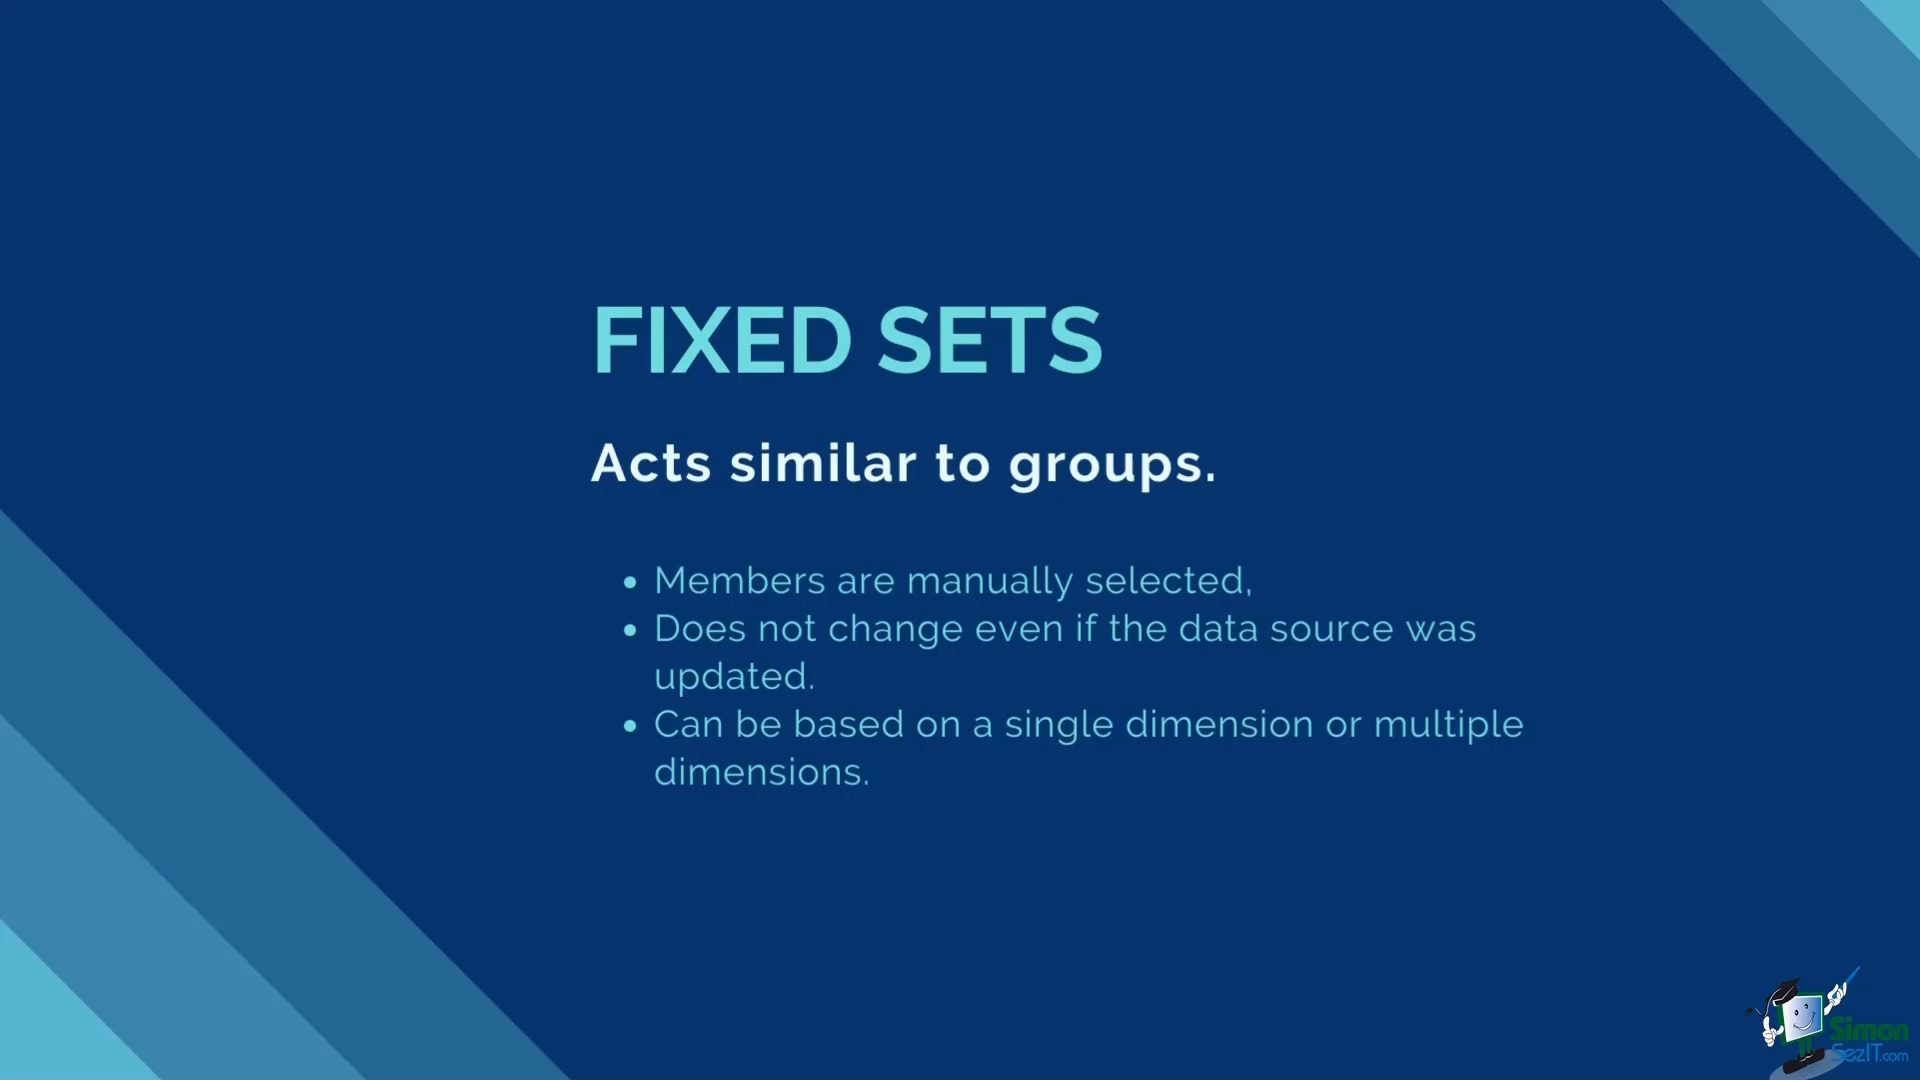 FIXED SETS
Acts similar to groups.
• Members are manually selected,
• Does not change even if the data source was
updated.
• Can be based on a single dimension or multiple
dimensions.
Simon
SezIT.com